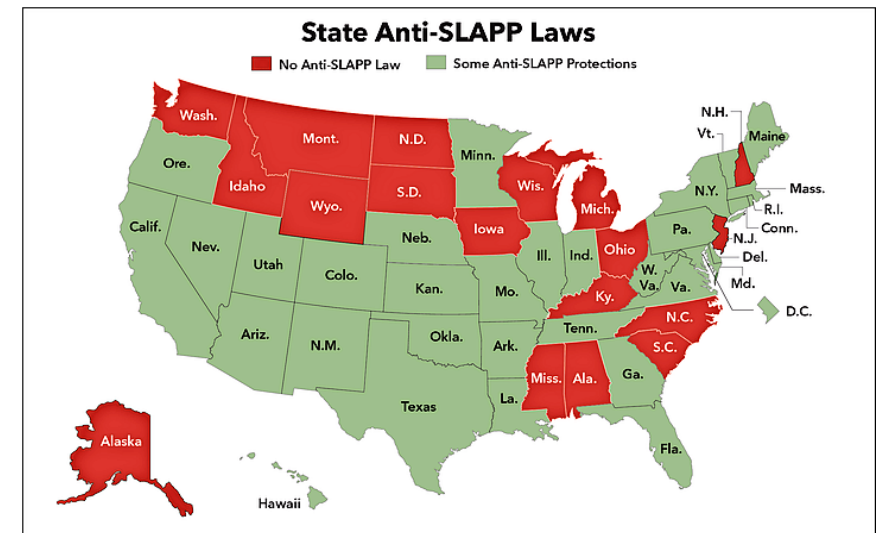 State Anti-SLAPP Laws
No Anti-SLAPP Law Some Anti-SLAPP Protections
Wash.
Mont.
N.D.
Minn.
N.H.
Vt.
Maine
Ore.
Idaho
S.D.
Wis.
Mich.
N.Y.
Mass.
R.I.
Conn.
Wyo.
Iowa
Calif.
Nev.
Neb.
Ill.
Ind.
Ohio
Pa.
N.J.
Del.
Md.
D.C.
Utah
Colo.
Kan.
Mo.
W.
Va.
Va.
Ky.
N.C.
Ariz.
N.M.
Okla.
Ark.
Tenn.
S.C.
Texas
La.
Miss.
Ala.
Ga.
Fla.
Alaska
Hawaii